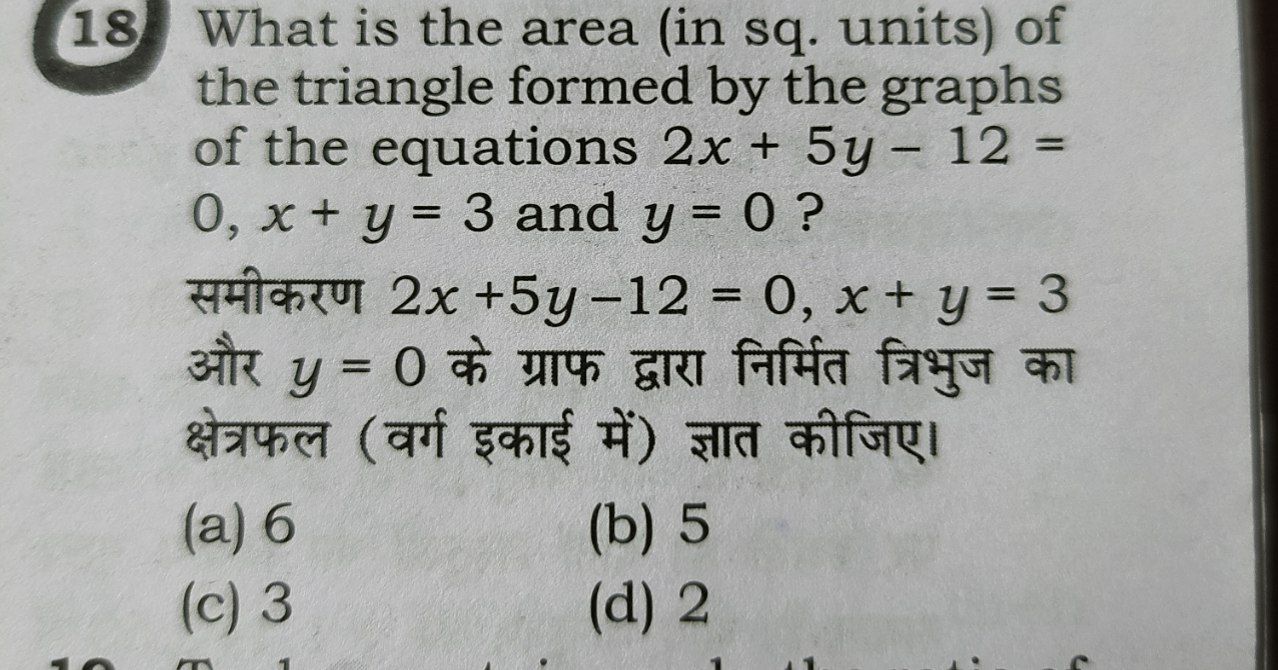 18 What is the area (in sq. units) of
the triangle formed by the graphs
of the equations 2x + 5y – 12 =
0, x + y = 3 and y = 0 ?
समीकरण 2x +5y –12 = 0, x + y = 3
और y = 0 के ग्राफ द्वारा निर्मित त्रिभुज का
क्षेत्रफल (वर्ग इकाई में) ज्ञात कीजिए।
(a) 6 (b) 5
(c) 3 (d) 2